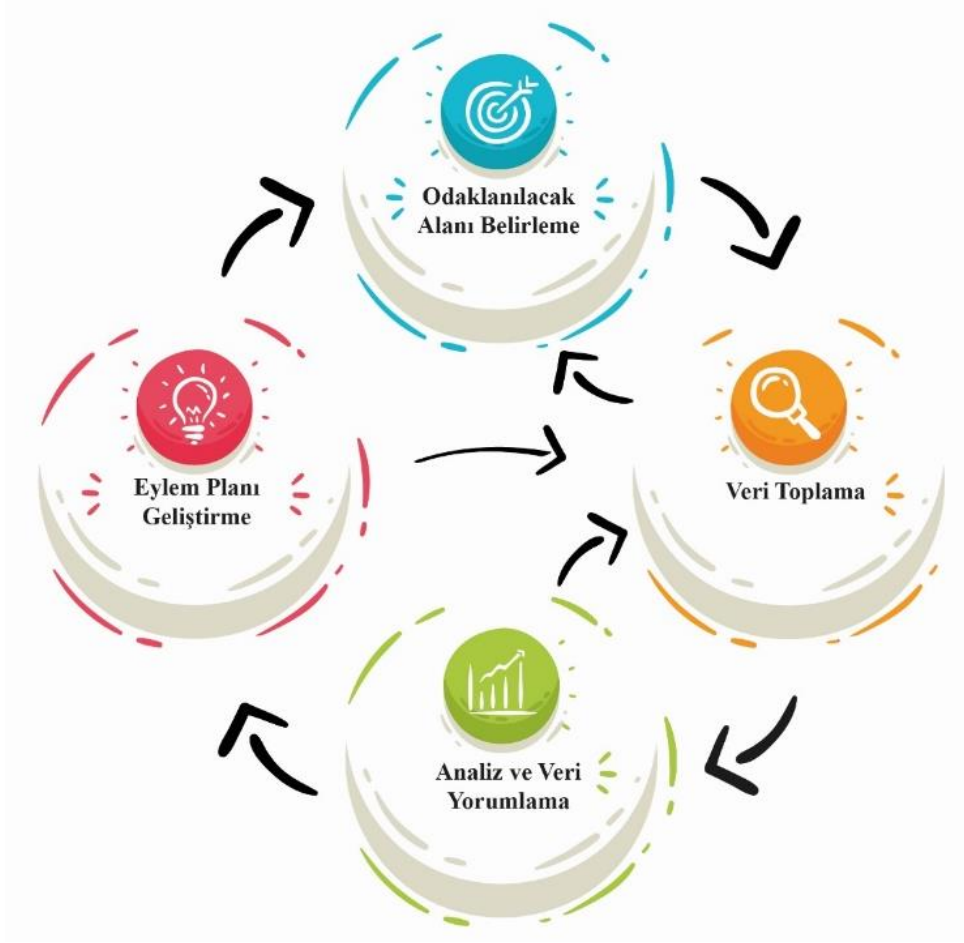 Odaklanılacak
Alanı Belirleme
Veri Toplama
Analiz ve Veri
Yorumlama
Eylem Planı
Geliştirme